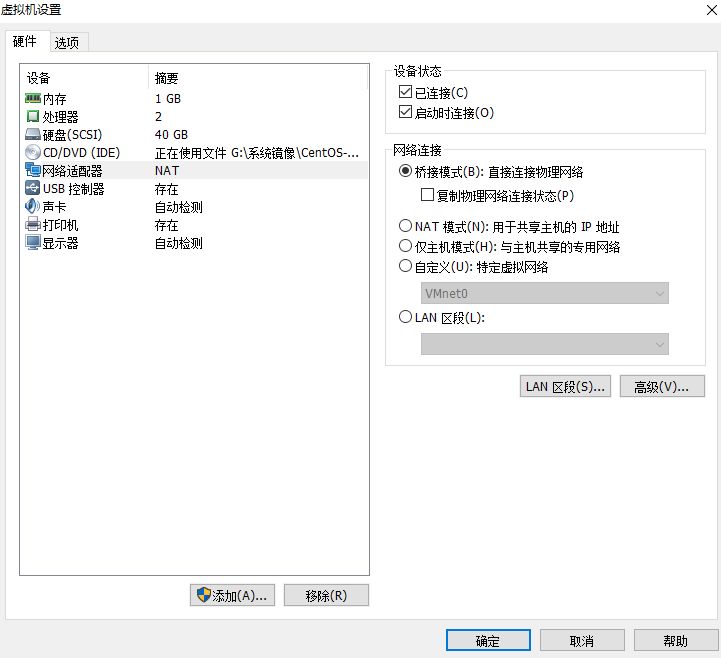 虚拟机设置
硬件 选项
设备 摘要
内存 1 GB
处理器 2
硬盘(SCSI) 40 GB
CD/DVD (IDE) 正在使用文件 G:\系统镜像\CentOS-...
网络适配器 NAT
USB 控制器 存在
声卡 自动检测
打印机 存在
显示器 自动检测
添加(A)... 移除(R)
设备状态
已连接(C)
启动时连接(O)
网络连接
桥接模式(B): 直接连接物理网络
复制物理网络连接状态(P)
NAT 模式(N): 用于共享主机的 IP 地址
仅主机模式(H): 与主机共享的专用网络
自定义(U): 特定虚拟网络
VMnet0
LAN 区段(L):
LAN 区段(S)... 高级(V)...
确定 取消 帮助